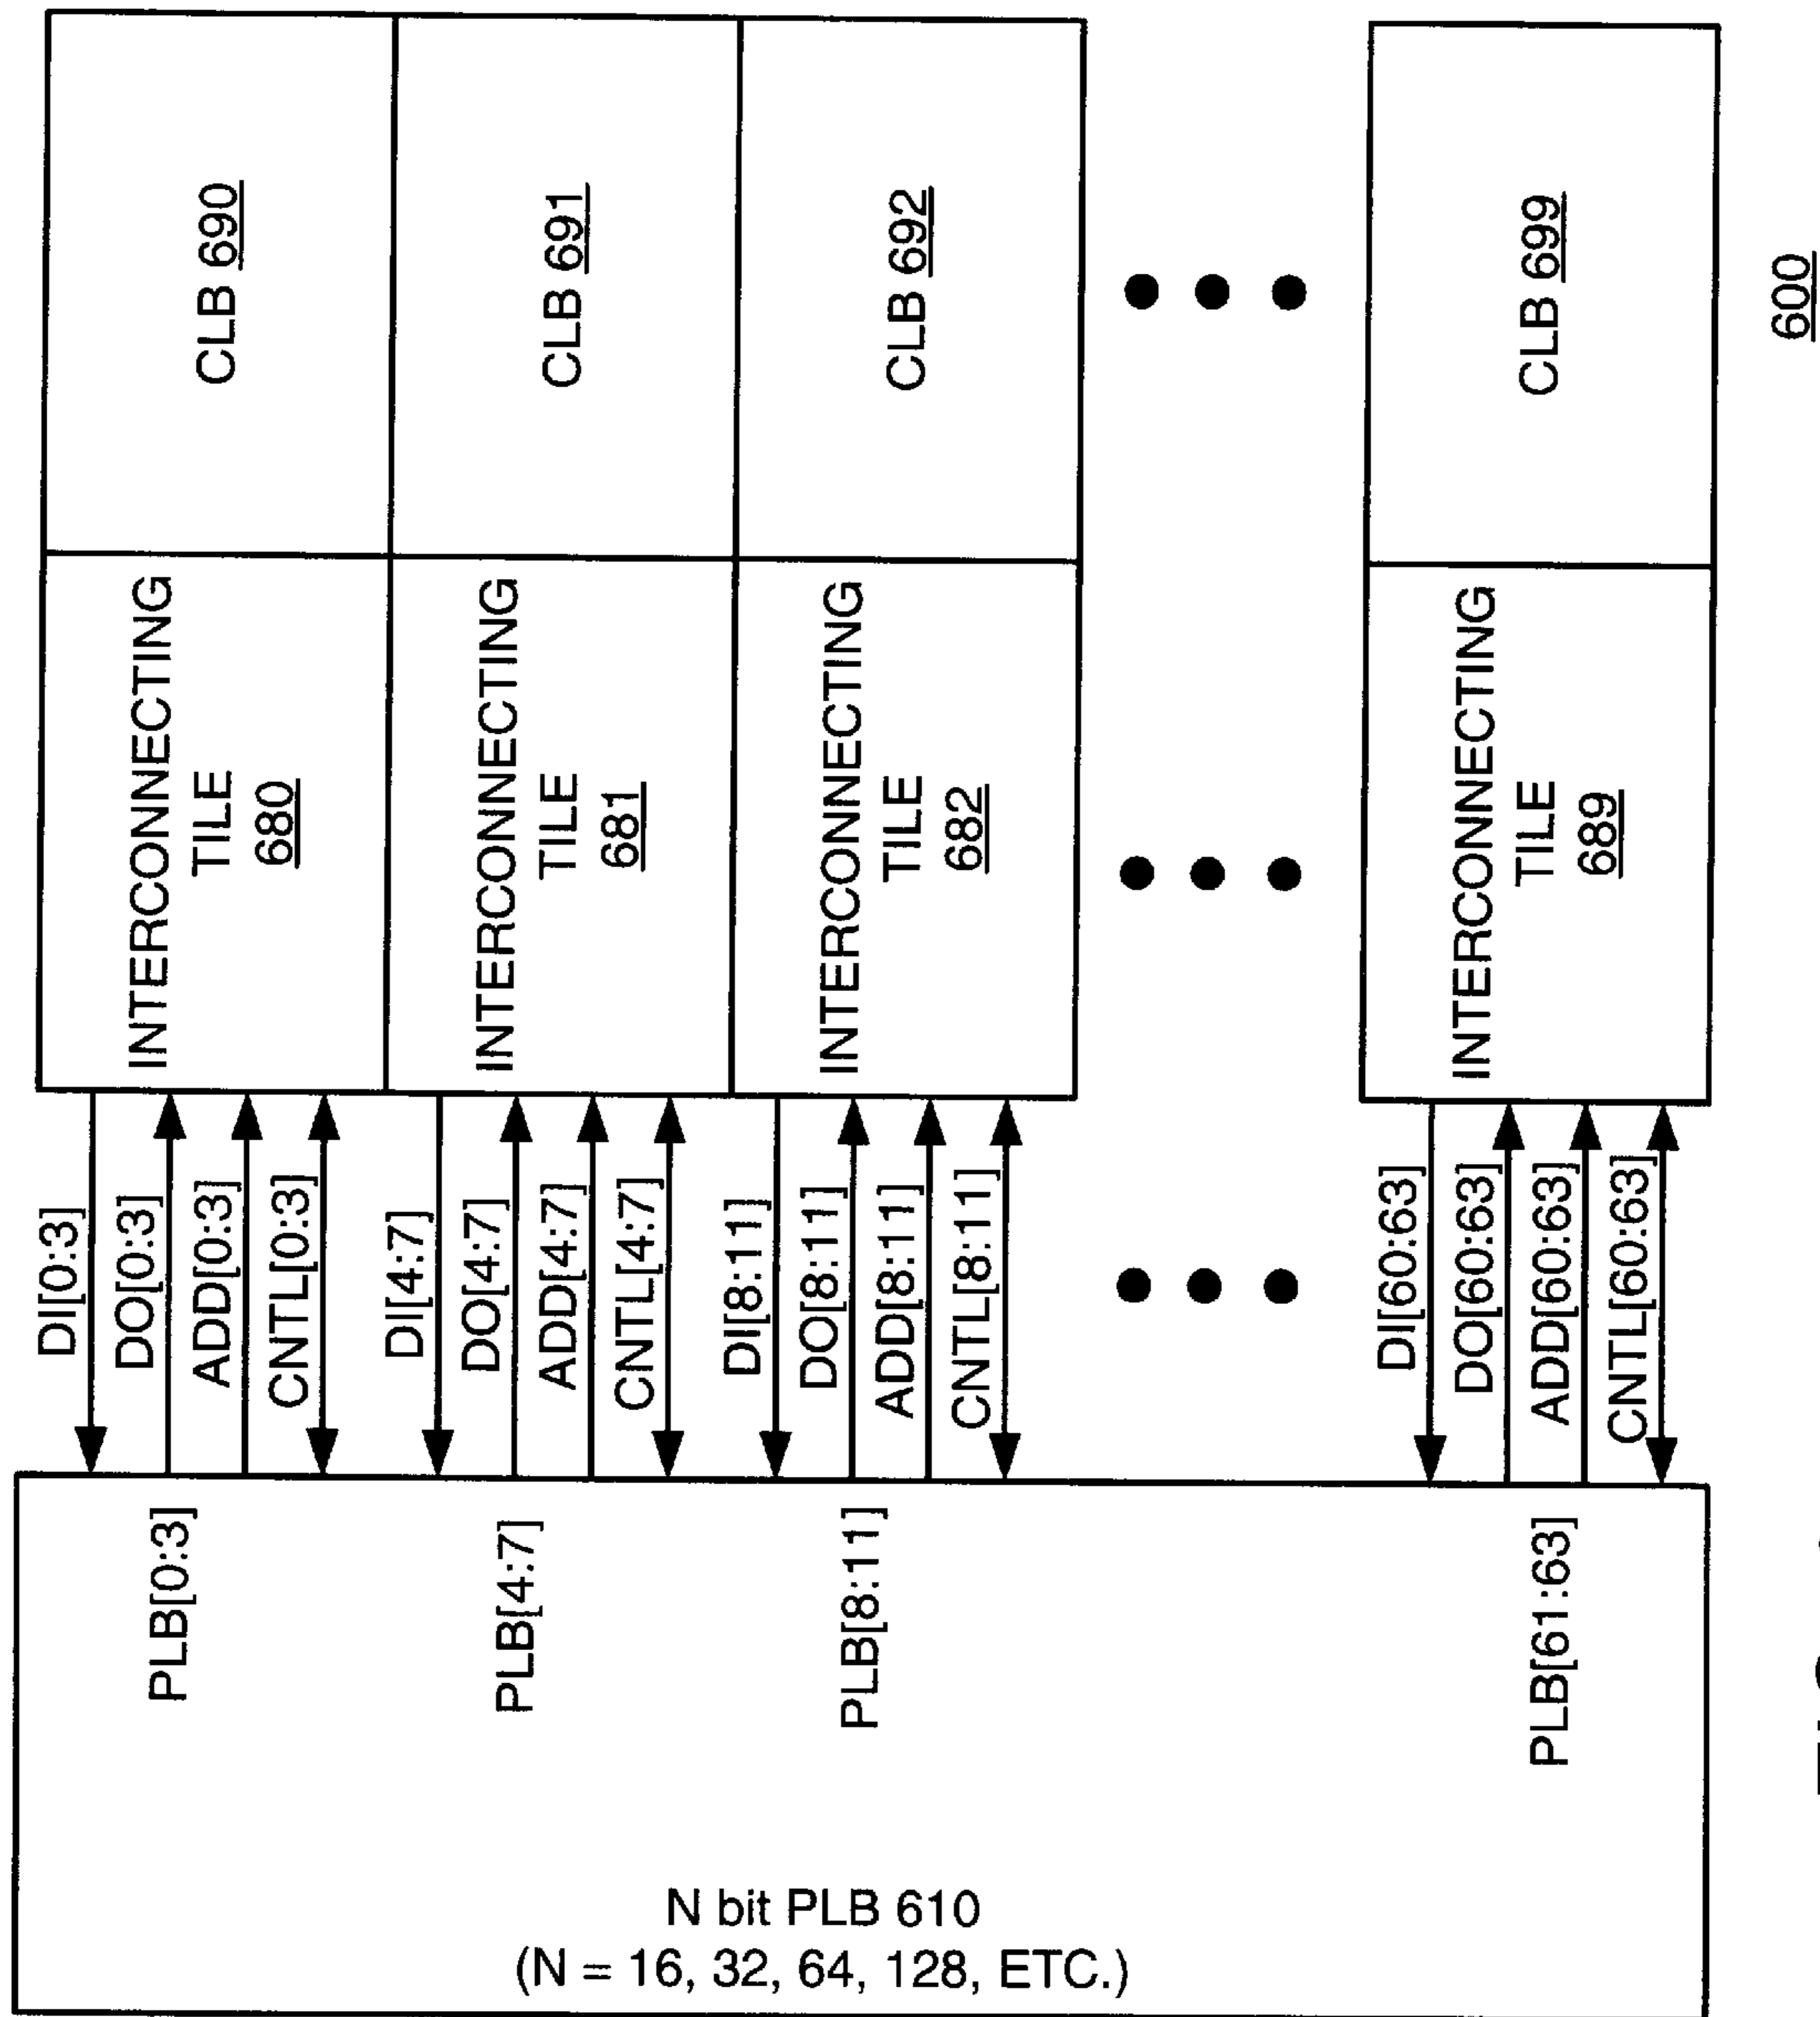 CLB 690
CLB 691
CLB 692
CLB 699
600
INTERCONNECTING
TILE
680
INTERCONNECTING
TILE
681
INTERCONNECTING
TILE
682
INTERCONNECTING
TILE
689
DI[0:3]
DO[0:3]
ADD[0:3]
CNTL[0:3]
DI[4:7]
DO[4:7]
ADD[4:7]
CNTL[4:7]
DI[8:11]
DO[8:11]
ADD[8:11]
CNTL[8:11]
DI[60:63]
DO[60:63]
ADD[60:63]
CNTL[60:63]
PLB[0:3]
PLB[4:7]
PLB[8:11]
PLB[61:63]
N bit PLB 610
(N = 16, 32, 64, 128, ETC.)